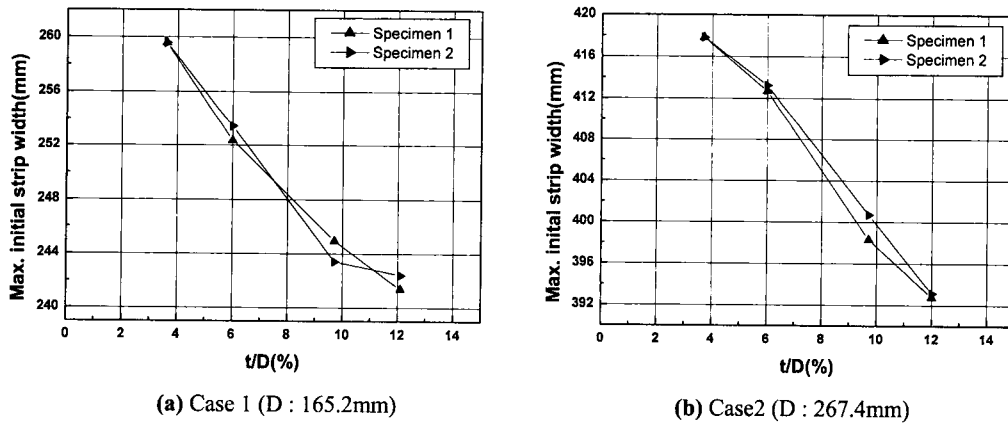 Max. initial strip width(mm)
260
256
252
248
244
240
0 2 4 6 8 10 12 14
t/D(%)
Specimen 1
Specimen 2
(a) Case 1 (D : 165.2mm)
Max. inital strip width(mm)
420
416
412
408
404
400
396
392
0 2 4 6 8 10 12 14
t/D(%)
Specimen 1
Specimen 2
(b) Case2 (D : 267.4mm)